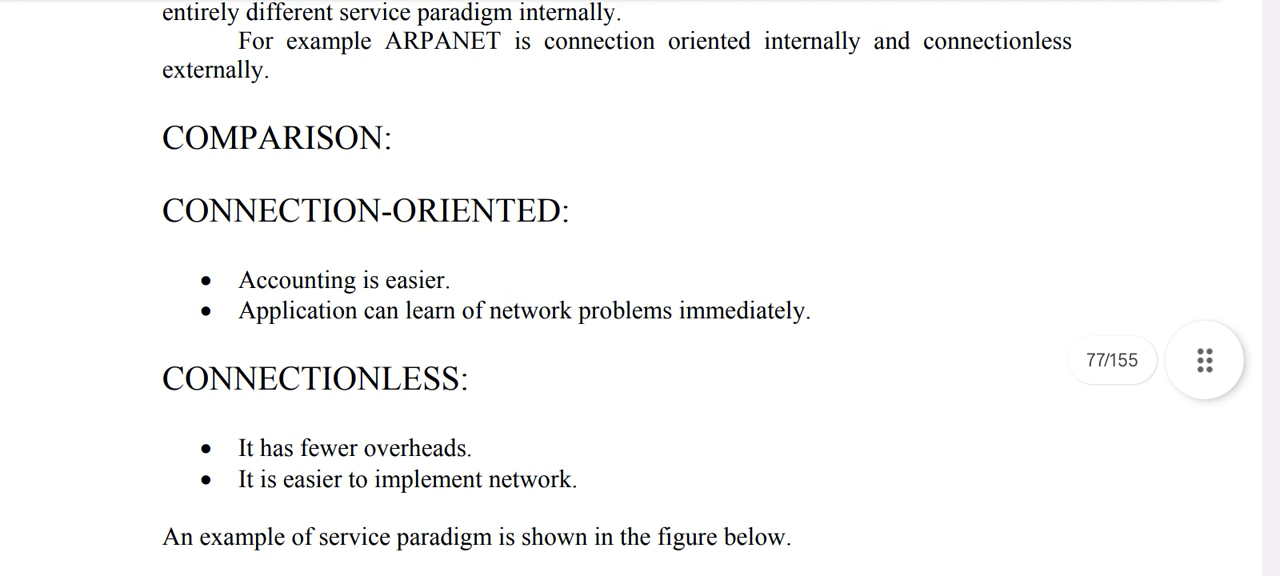 entirely different service paradigm internally.
For example ARPANET is connection oriented internally and connectionless
externally.
COMPARISON:
CONNECTION-ORIENTED:
• Accounting is easier.
• Application can learn of network problems immediately.
77/155
CONNECTIONLESS:
• It has fewer overheads.
• It is easier to implement network.
An example of service paradigm is shown in the figure below.